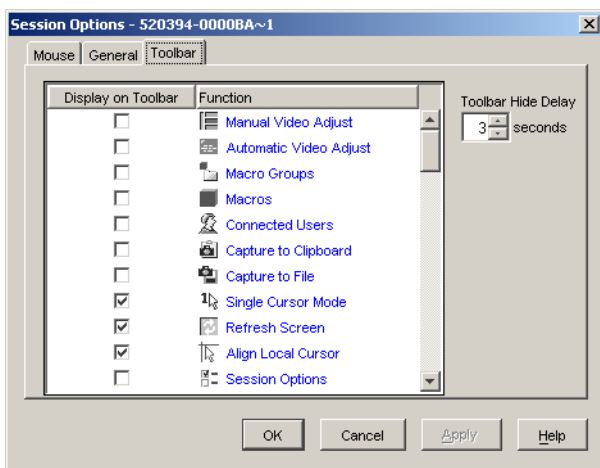 Session Options - 520394-0000BA~1
Mouse General Toolbar
Display on Toolbar Function
Toolbar Hide Delay
3 seconds
Manual Video Adjust
Automatic Video Adjust
Macro Groups
Macros
Connected Users
Capture to Clipboard
Capture to File
Single Cursor Mode
Refresh Screen
Align Local Cursor
Session Options
OK Cancel Apply Help